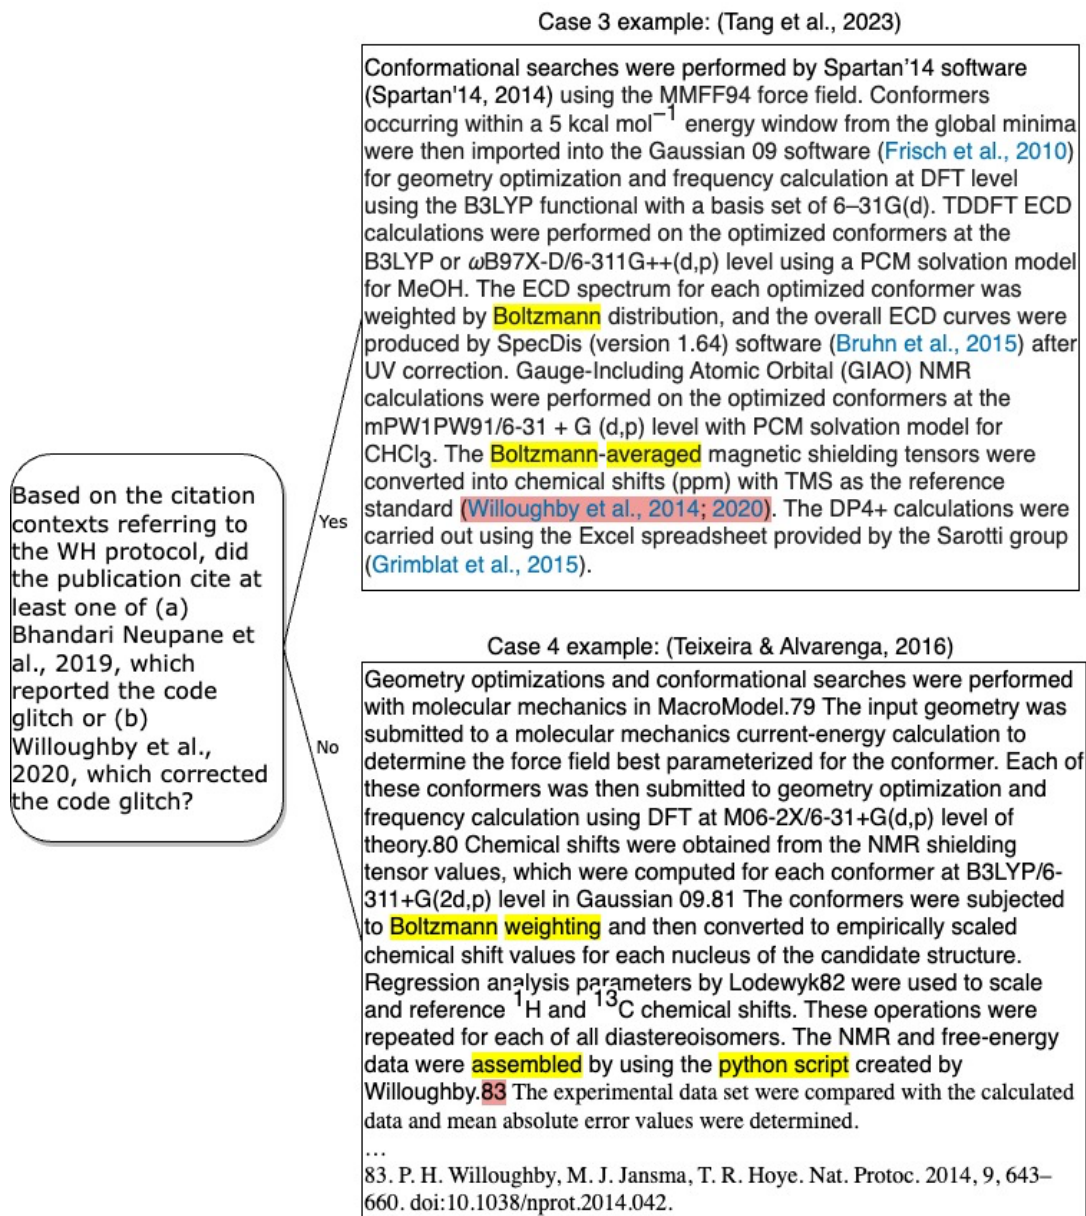 Case 3 example: (Tang et al., 2023)
Conformational searches were performed by Spartan'14 software
(Spartan'14, 2014) using the MMFF94 force field. Conformers
occurring within a 5 kcal mol⁻¹ energy window from the global minima
were then imported into the Gaussian 09 software (Frisch et al., 2010)
for geometry optimization and frequency calculation at DFT level
using the B3LYP functional with a basis set of 6–31G(d). TDDFT ECD
calculations were performed on the optimized conformers at the
B3LYP or ωB97X-D/6-311G++(d,p) level using a PCM solvation model
for MeOH. The ECD spectrum for each optimized conformer was
weighted by Boltzmann distribution, and the overall ECD curves were
produced by SpecDis (version 1.64) software (Bruhn et al., 2015) after
UV correction. Gauge-Including Atomic Orbital (GIAO) NMR
calculations were performed on the optimized conformers at the
mPW1PW91/6-31 + G (d,p) level with PCM solvation model for
CHCl₃. The Boltzmann-averaged magnetic shielding tensors were
converted into chemical shifts (ppm) with TMS as the reference
standard (Willoughby et al., 2014; 2020). The DP4+ calculations were
carried out using the Excel spreadsheet provided by the Sarotti group
(Grimblat et al., 2015).
Based on the citation
contexts referring to
the WH protocol, did
the publication cite at
least one of (a)
Bhandari Neupane et
al., 2019, which
reported the code
glitch or (b)
Willoughby et al.,
2020, which corrected
the code glitch?
Yes
No
Case 4 example: (Teixeira & Alvarenga, 2016)
Geometry optimizations and conformational searches were performed
with molecular mechanics in MacroModel.79 The input geometry was
submitted to a molecular mechanics current-energy calculation to
determine the force field best parameterized for the conformer. Each of
these conformers was then submitted to geometry optimization and
frequency calculation using DFT at M06-2X/6-31+G(d,p) level of
theory.80 Chemical shifts were obtained from the NMR shielding
tensor values, which were computed for each conformer at B3LYP/6-
311+G(2d,p) level in Gaussian 09.81 The conformers were subjected
to Boltzmann weighting and then converted to empirically scaled
chemical shift values for each nucleus of the candidate structure.
Regression analysis parameters by Lodewyk82 were used to scale
and reference ¹H and ¹³C chemical shifts. These operations were
repeated for each of all diastereoisomers. The NMR and free-energy
data were assembled by using the python script created by
Willoughby.83 The experimental data set were compared with the calculated
data and mean absolute error values were determined.
...
83. P. H. Willoughby, M. J. Jansma, T. R. Hoye. Nat. Protoc. 2014, 9, 643–
660. doi:10.1038/nprot.2014.042.